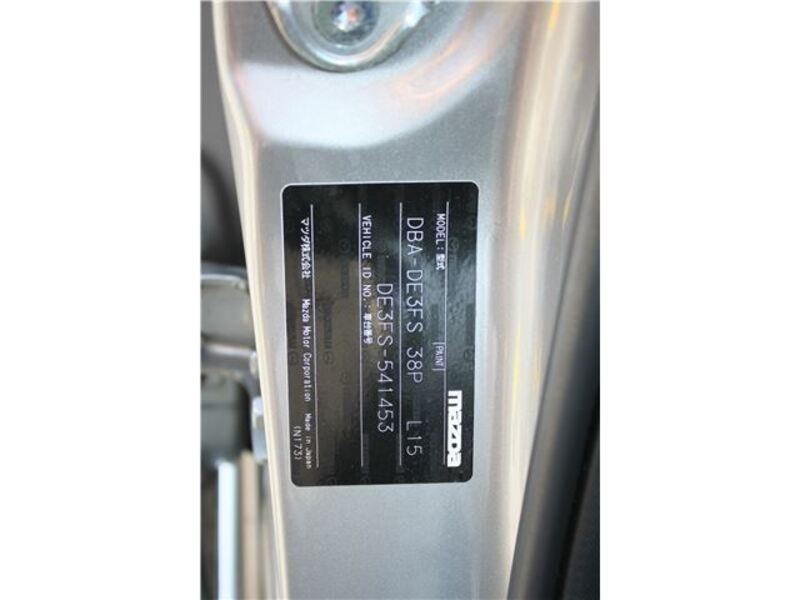 mazda
MODEL:型式 [PAINT]
DBA-DE3FS 38P L15
VEHICLE ID NO.:車台番号
DE3FS-541453
マツダ株式会社 Mazda Motor Corporation Made in Japan
(N173)